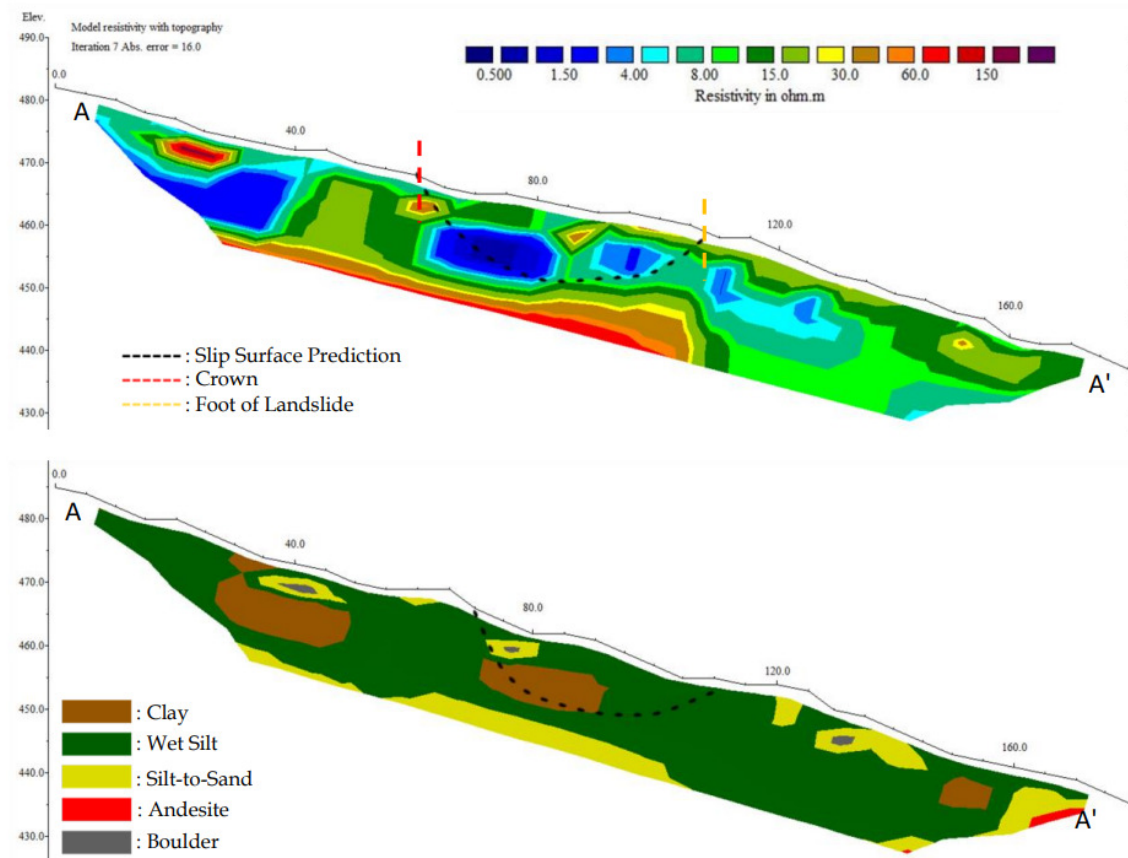 Elev.
Model resistivity with topography
Iteration 7 Abs. error = 16.0
490.0
0.0
0.500 1.50 4.00 8.00 15.0 30.0 60.0 150
Resistivity in ohm.m
480.0
A
40.0
470.0
80.0
460.0
120.0
450.0
160.0
440.0
A'
430.0
: Slip Surface Prediction
: Crown
: Foot of Landslide
0.0
480.0
A
40.0
470.0
80.0
460.0
120.0
450.0
160.0
440.0
A'
430.0
: Clay
: Wet Silt
: Silt-to-Sand
: Andesite
: Boulder